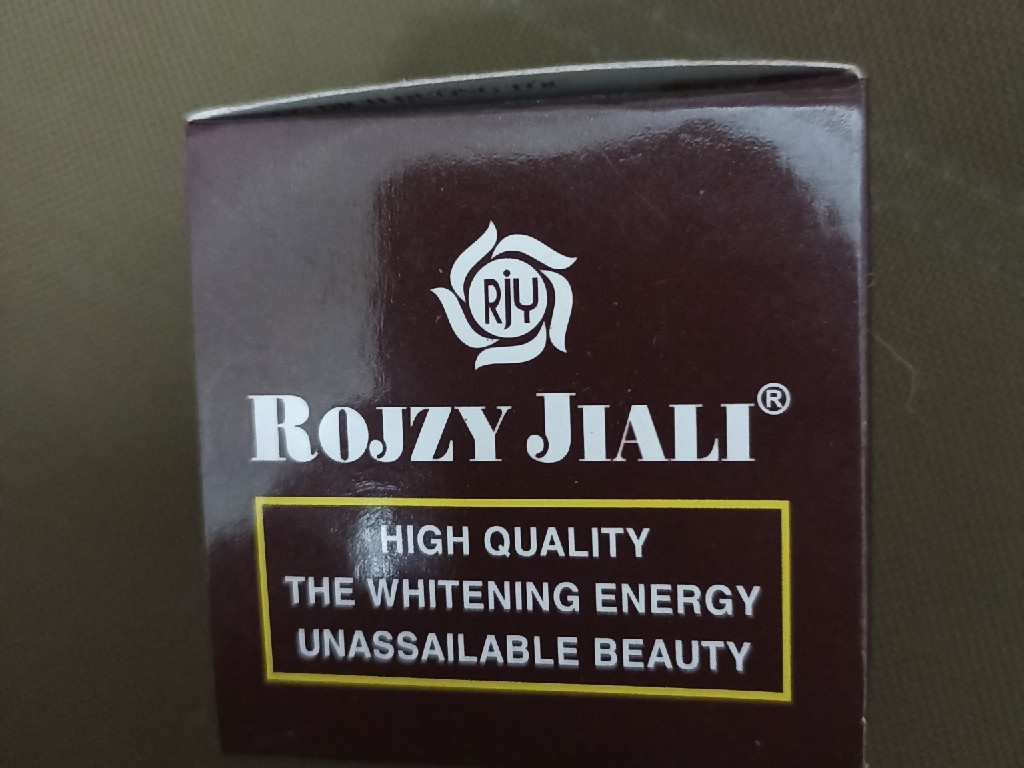 RJY
ROJZY JIALI®
HIGH QUALITY
THE WHITENING ENERGY
UNASSAILABLE BEAUTY